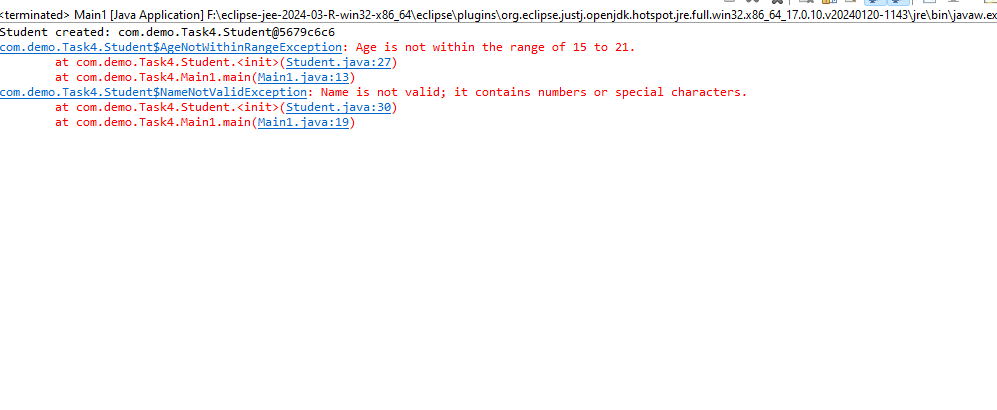 <terminated> Main1 [Java Application] F:\eclipse-jee-2024-03-R-win32-x86_64\eclipse\plugins\org.eclipse.justj.openjdk.hotspot.jre.full.win32.x86_64_17.0.10.v20240120-1143\jre\bin\javaw.ex
Student created: com.demo.Task4.Student@5679c6c6
com.demo.Task4.Student$AgeNotWithinRangeException: Age is not within the range of 15 to 21.
	at com.demo.Task4.Student.<init>(Student.java:27)
	at com.demo.Task4.Main1.main(Main1.java:13)
com.demo.Task4.Student$NameNotValidException: Name is not valid; it contains numbers or special characters.
	at com.demo.Task4.Student.<init>(Student.java:30)
	at com.demo.Task4.Main1.main(Main1.java:19)